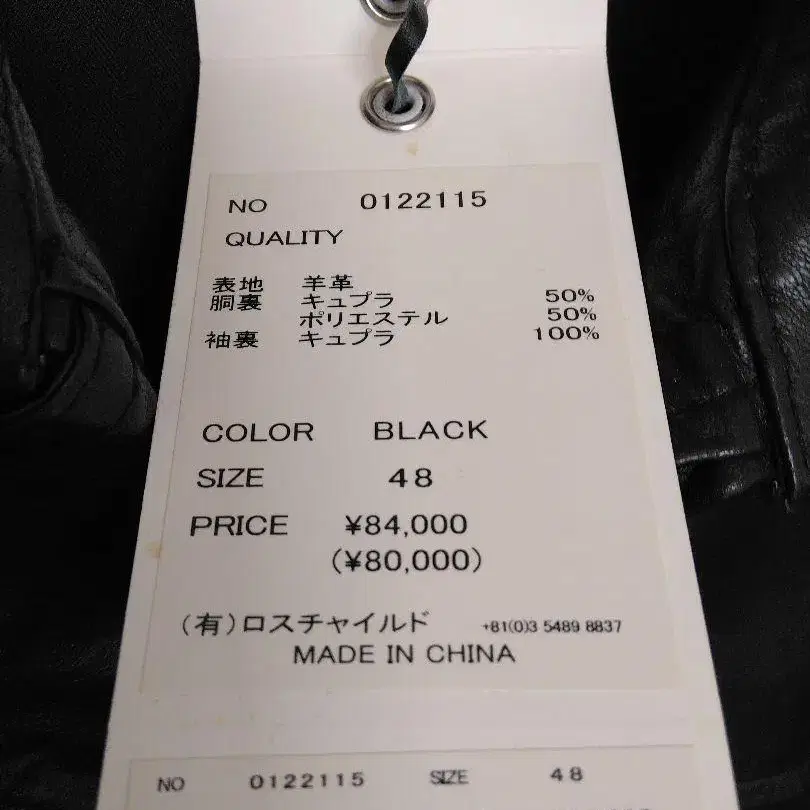 NO 0122115
QUALITY
表地 羊革
胴裏 キュプラ 50%
ポリエステル 50%
袖裏 キュプラ 100%
COLOR BLACK
SIZE 48
PRICE ¥84,000
(¥80,000)
(有)ロスチャイルド +81(0)3 5489 8837
MADE IN CHINA
NO 0122115 SIZE 48